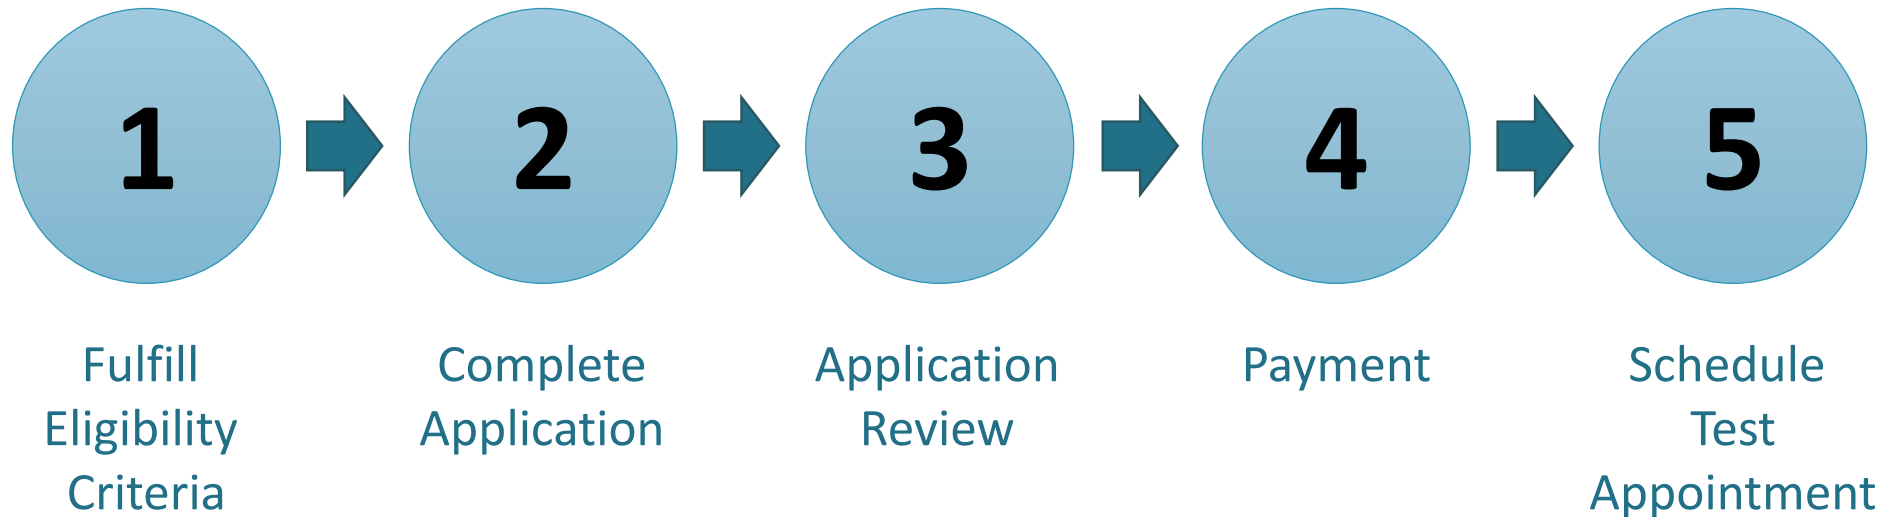 1
2
3
4
5
Fulfill
Eligibility
Criteria
Complete
Application
Application
Review
Payment
Schedule
Test
Appointment